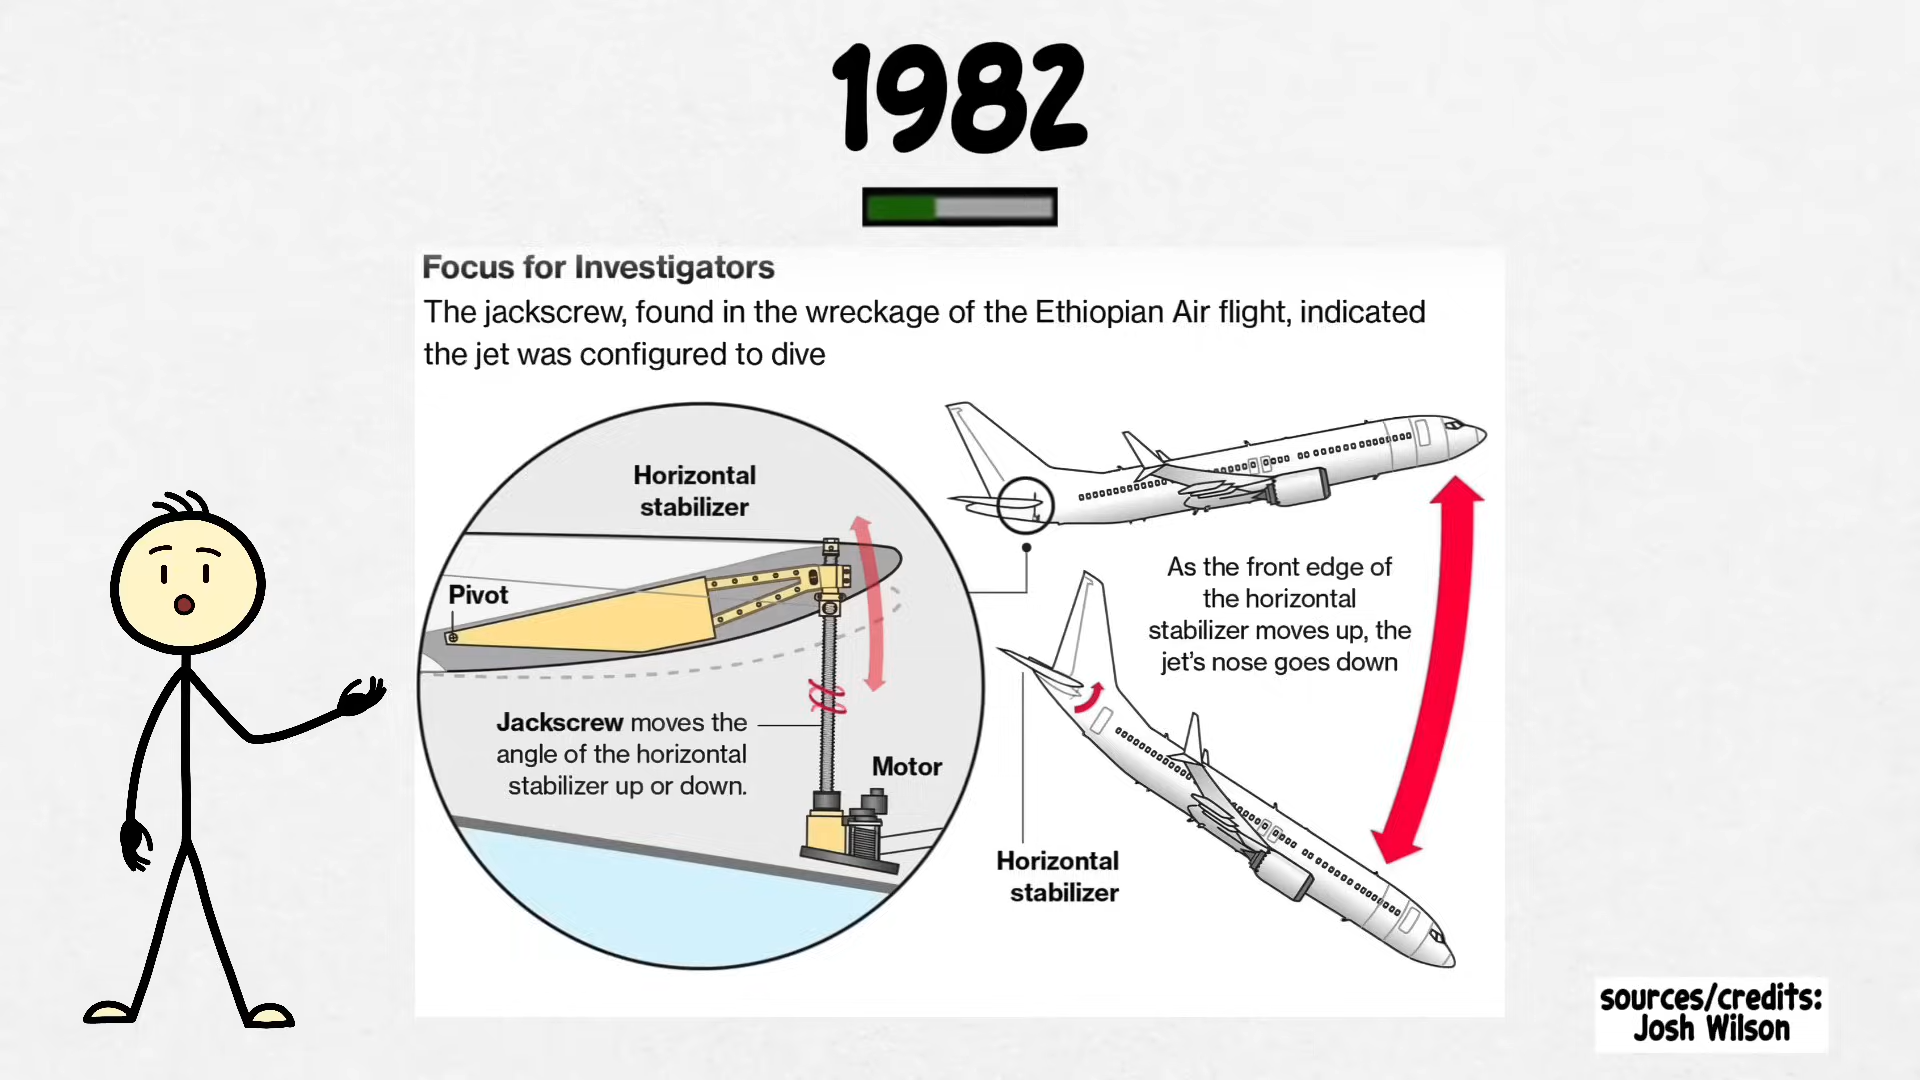 1982
Focus for Investigators
The jackscrew, found in the wreckage of the Ethiopian Air flight, indicated
the jet was configured to dive
Horizontal
stabilizer
Pivot
Jackscrew moves the
angle of the horizontal
stabilizer up or down.
Motor
As the front edge of
the horizontal
stabilizer moves up, the
jet's nose goes down
Horizontal
stabilizer
sources/credits:
Josh Wilson